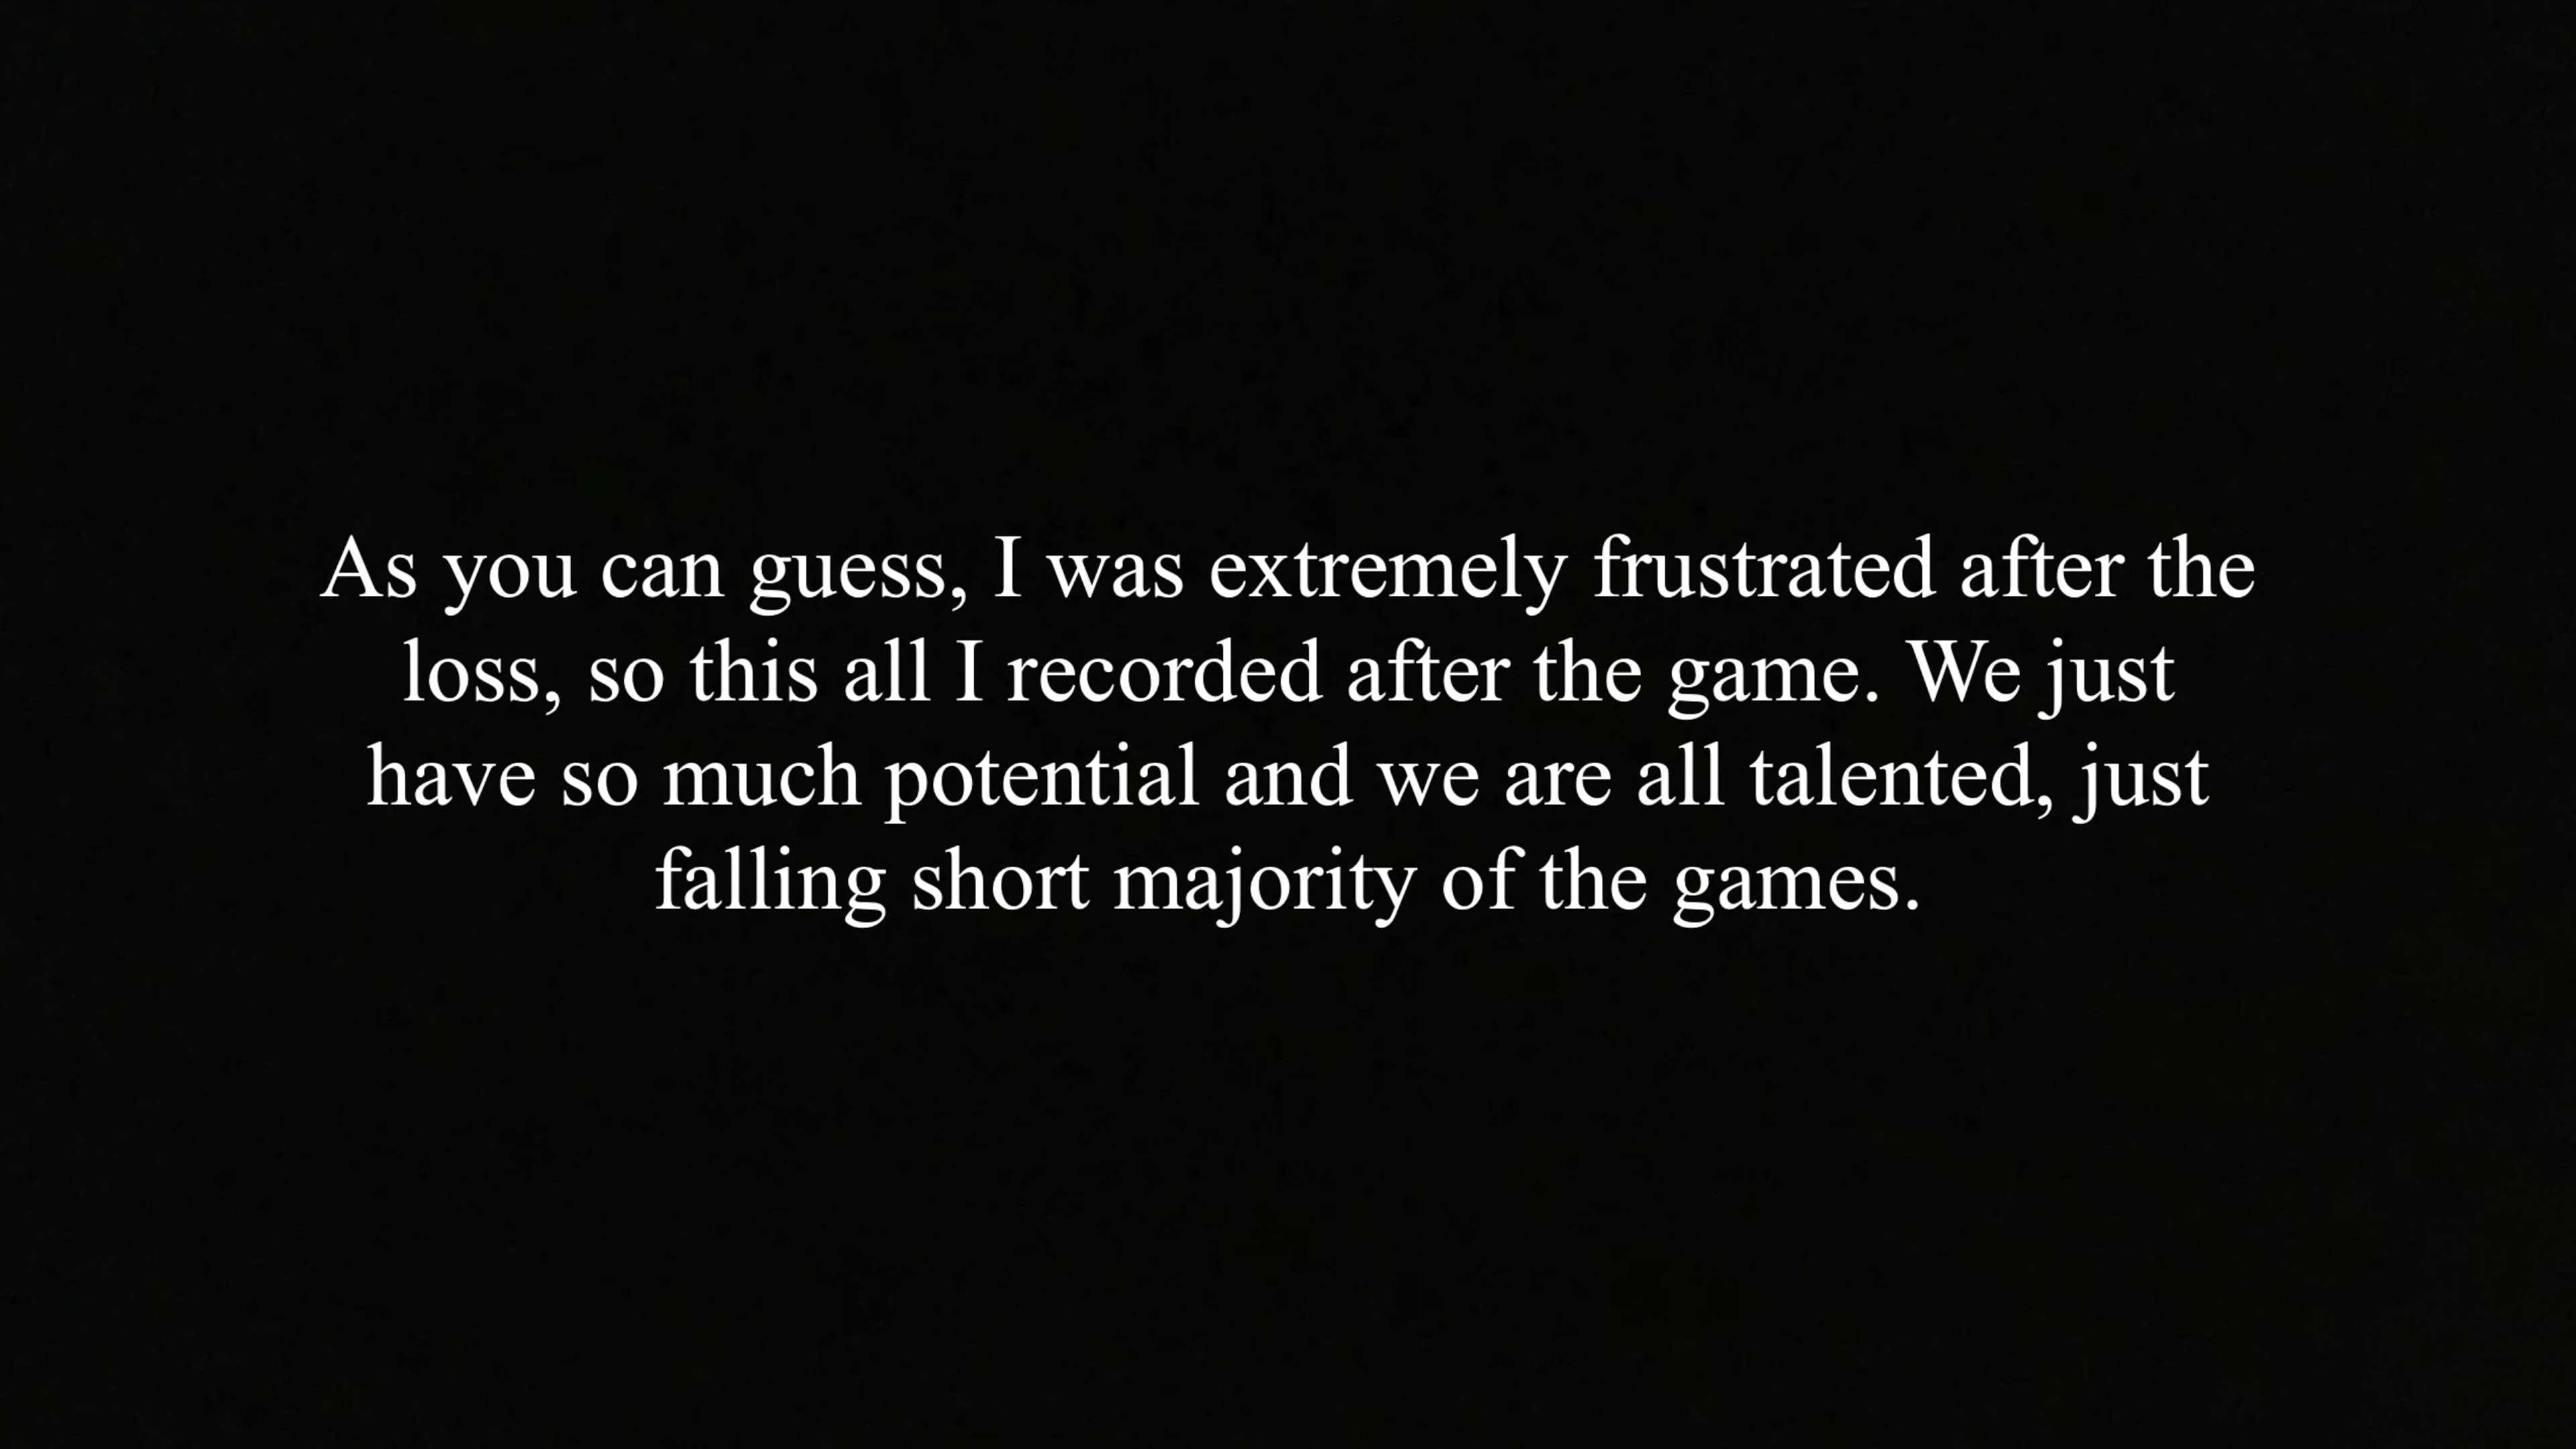 As you can guess, I was extremely frustrated after the
loss, so this all I recorded after the game. We just
have so much potential and we are all talented, just
falling short majority of the games.